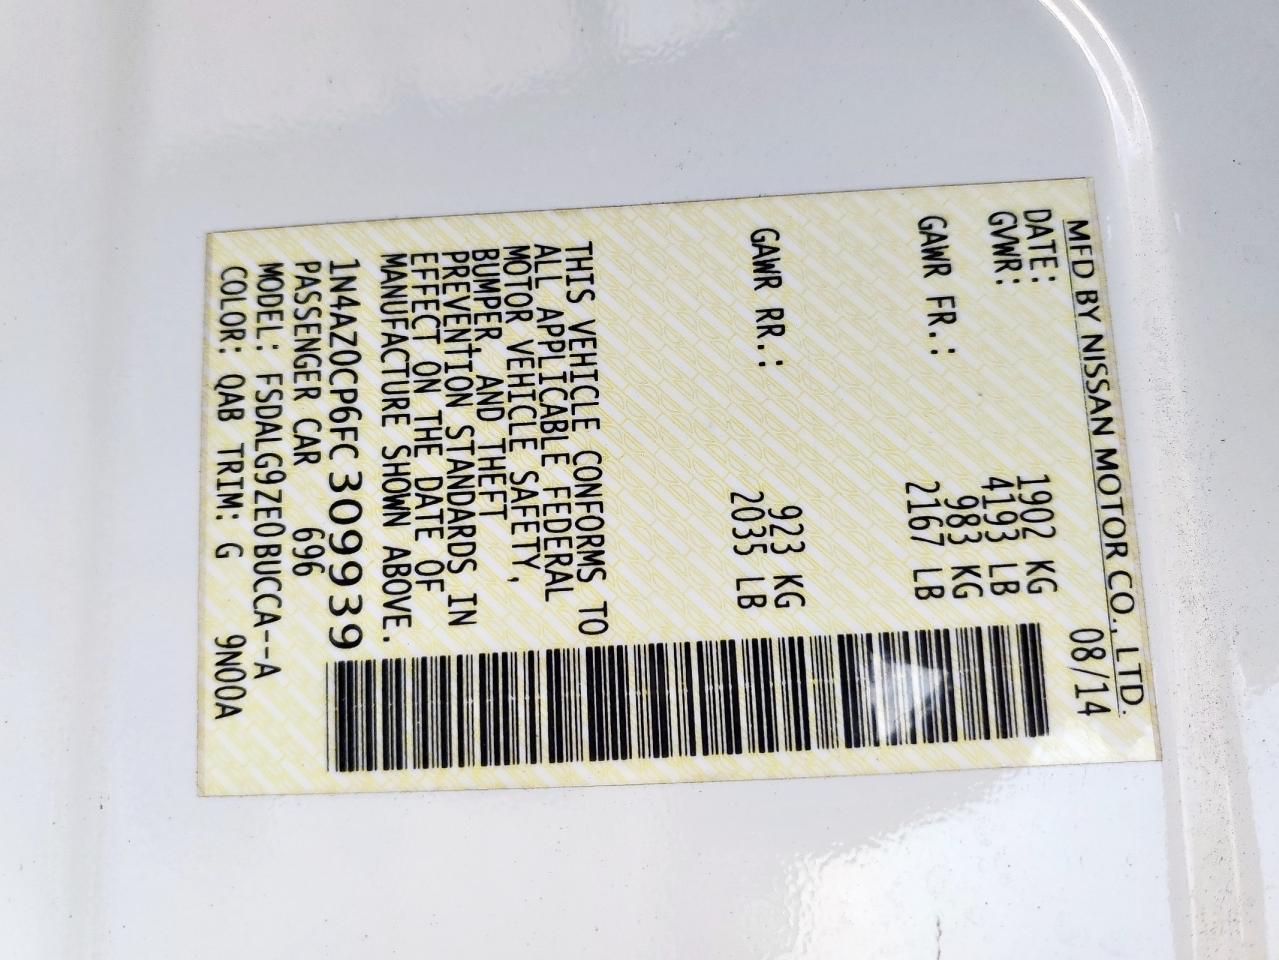 MFD BY NISSAN MOTOR CO., LTD.
DATE: 08/14
GVWR: 1902 KG
4193 LB
GAWR FR.: 983 KG
2167 LB
GAWR RR.: 923 KG
2035 LB
THIS VEHICLE CONFORMS TO
ALL APPLICABLE FEDERAL
MOTOR VEHICLE SAFETY,
BUMPER, AND THEFT
PREVENTION STANDARDS IN
EFFECT ON THE DATE OF
MANUFACTURE SHOWN ABOVE.
1N4AZ0CP6FC309939
PASSENGER CAR 696
MODEL: FSDALG9ZE0BUCCA--A
COLOR: QAB TRIM: G 9N00A